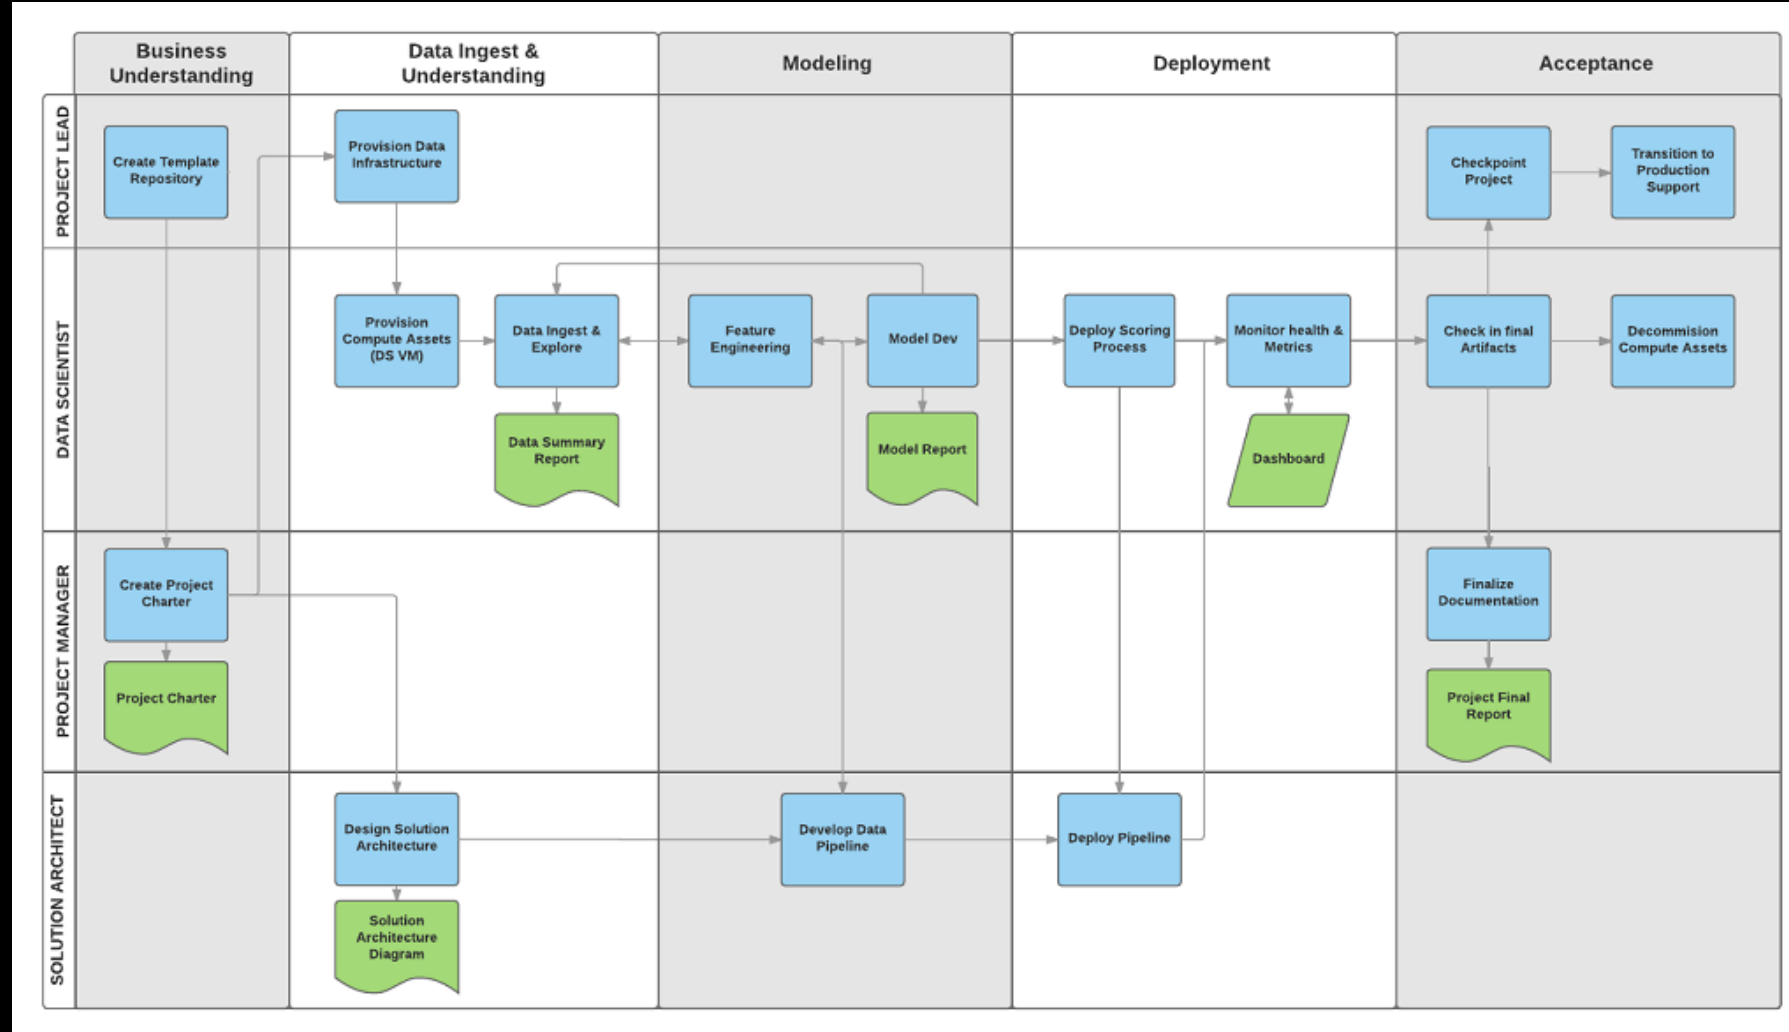 Business
Understanding
Data Ingest &
Understanding
Modeling
Deployment
Acceptance
PROJECT LEAD
Create Template
Repository
Provision Data
Infrastructure
Checkpoint
Project
Transition to
Production
Support
DATA SCIENTIST
Provision
Compute Assets
(DS VM)
Data Ingest &
Explore
Feature
Engineering
Model Dev
Deploy Scoring
Process
Monitor health &
Metrics
Check in final
Artifacts
Decommision
Compute Assets
Data Summary
Report
Model Report
Dashboard
PROJECT MANAGER
Create Project
Charter
Finalize
Documentation
Project Charter
Project Final
Report
SOLUTION ARCHITECT
Design Solution
Architecture
Develop Data
Pipeline
Deploy Pipeline
Solution
Architecture
Diagram